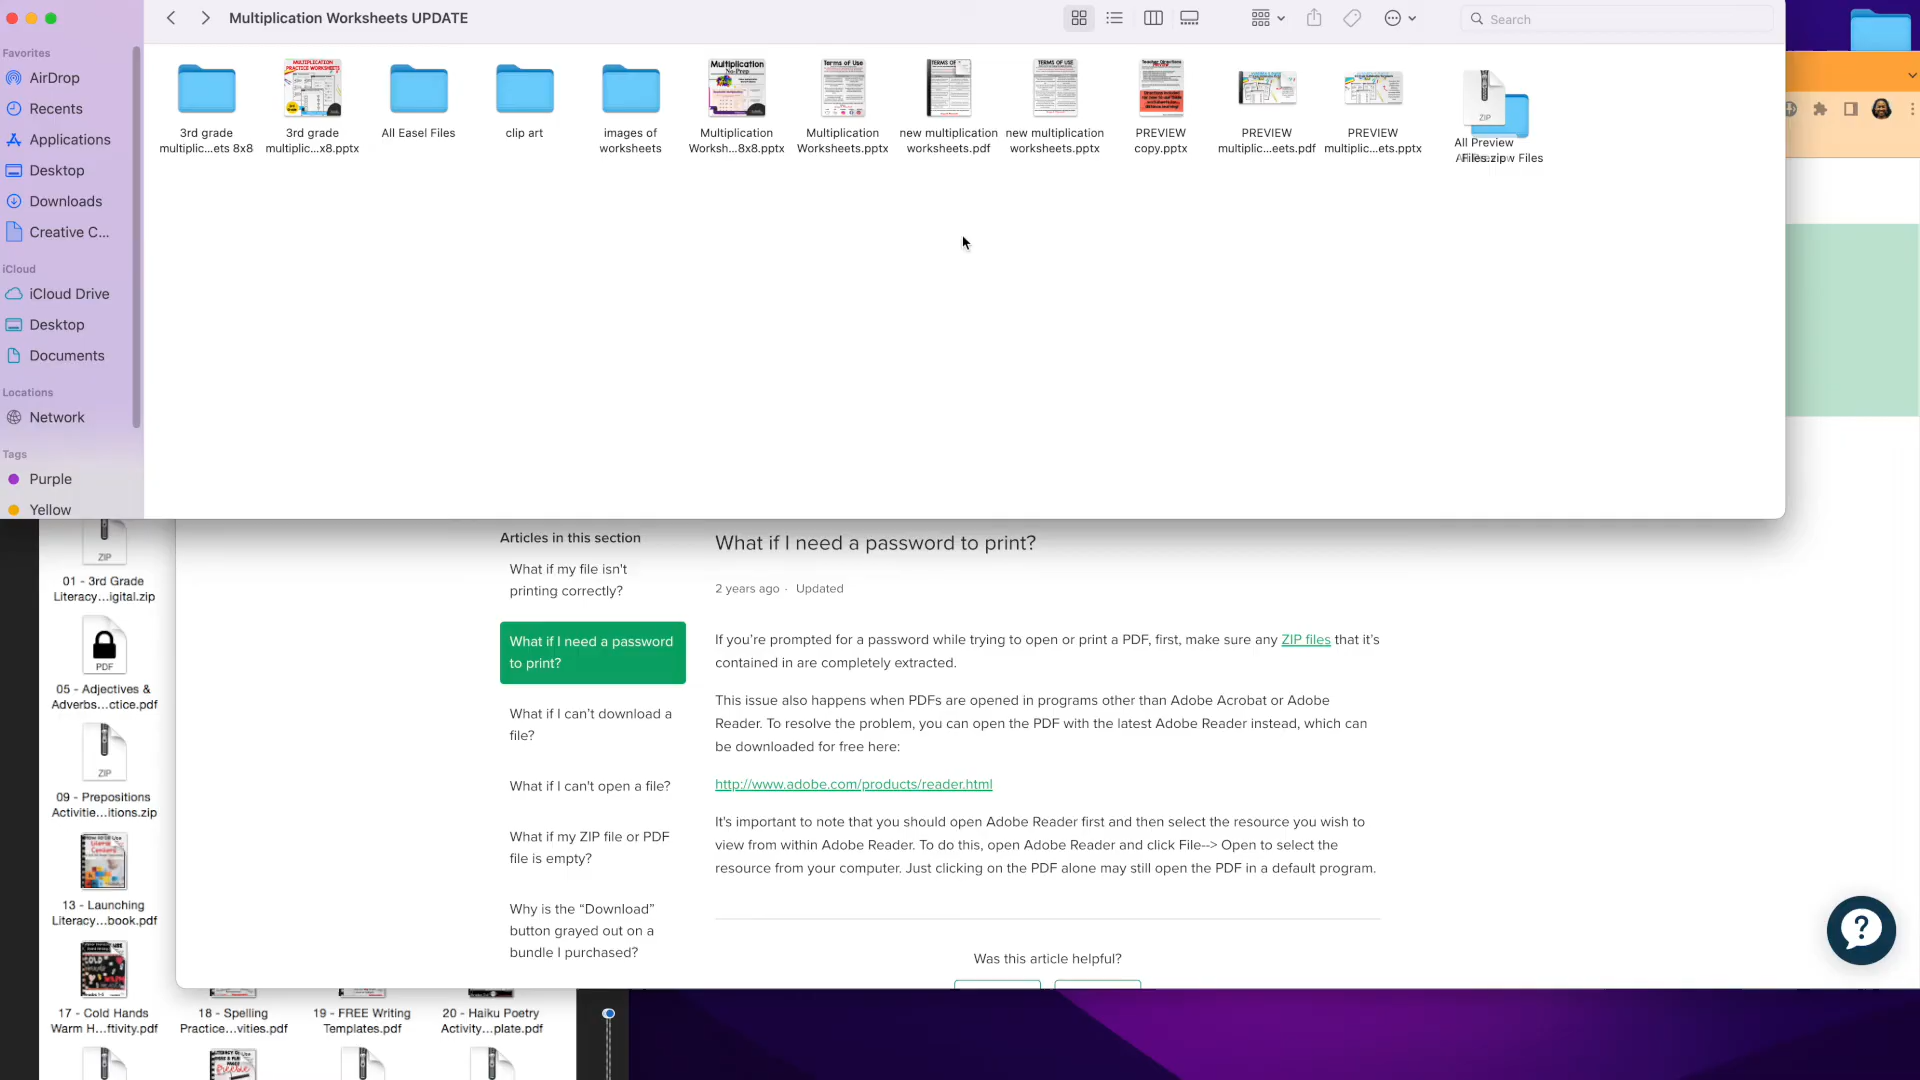 Multiplication Worksheets UPDATE
Search
Favorites
AirDrop
Recents
Applications
Desktop
Downloads
Creative C...
iCloud
iCloud Drive
Desktop
Documents
Locations
Network
Tags
Purple
Yellow
3rd grade
multiplic...ets 8x8
3rd grade
multiplic...x8.pptx
All Easel Files
clip art
images of
worksheets
Multiplication
Worksh...8x8.pptx
Multiplication
Worksheets.pptx
new multiplication
worksheets.pdf
new multiplication
worksheets.pptx
PREVIEW
copy.pptx
PREVIEW
multiplic...eets.pdf
PREVIEW
multiplic...ets.pptx
ZIP
All Preview
Files.zip
w Files
ZIP
01 - 3rd Grade
Literacy...igital.zip
PDF
05 - Adjectives &
Adverbs...ctice.pdf
ZIP
09 - Prepositions
Activitie...itions.zip
13 - Launching
Literacy...book.pdf
17 - Cold Hands
Warm H...ftivity.pdf
18 - Spelling
Practice...vities.pdf
19 - FREE Writing
Templates.pdf
20 - Haiku Poetry
Activity...plate.pdf
Articles in this section
What if my file isn't
printing correctly?
What if I need a password
to print?
What if I can’t download a
file?
What if I can't open a file?
What if my ZIP file or PDF
file is empty?
Why is the “Download”
button grayed out on a
bundle I purchased?
What if I need a password to print?
2 years ago · Updated
If you’re prompted for a password while trying to open or print a PDF, first, make sure any ZIP files that it’s
contained in are completely extracted.
This issue also happens when PDFs are opened in programs other than Adobe Acrobat or Adobe
Reader. To resolve the problem, you can open the PDF with the latest Adobe Reader instead, which can
be downloaded for free here:
http://www.adobe.com/products/reader.html
It's important to note that you should open Adobe Reader first and then select the resource you wish to
view from within Adobe Reader. To do this, open Adobe Reader and click File--> Open to select the
resource from your computer. Just clicking on the PDF alone may still open the PDF in a default program.
Was this article helpful?